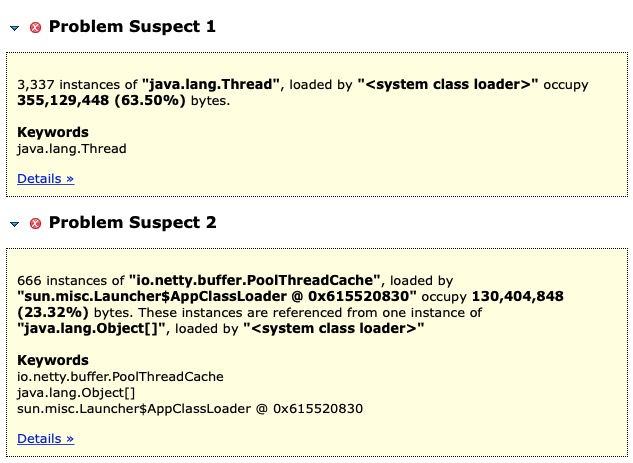 Problem Suspect 1
3,337 instances of "java.lang.Thread", loaded by "<system class loader>" occupy
355,129,448 (63.50%) bytes.
Keywords
java.lang.Thread
Details »
Problem Suspect 2
666 instances of "io.netty.buffer.PoolThreadCache", loaded by
"sun.misc.Launcher$AppClassLoader @ 0x615520830" occupy 130,404,848
(23.32%) bytes. These instances are referenced from one instance of
"java.lang.Object[]", loaded by "<system class loader>"
Keywords
io.netty.buffer.PoolThreadCache
java.lang.Object[]
sun.misc.Launcher$AppClassLoader @ 0x615520830
Details »